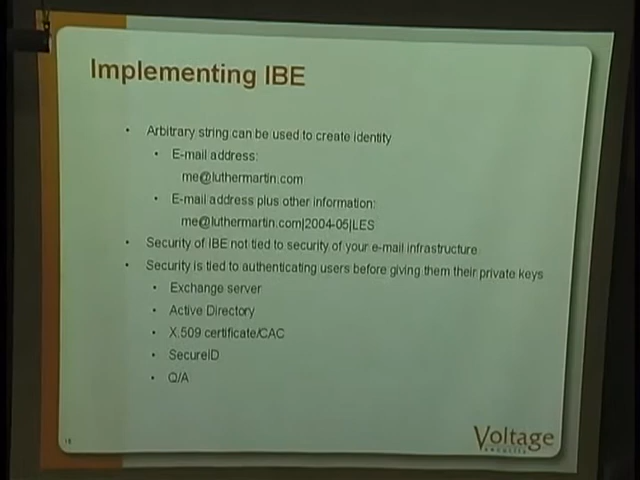 Implementing IBE
• Arbitrary string can be used to create identity
• E-mail address:
me@luthermartin.com
• E-mail address plus other information:
me@luthermartin.com|2004-05|LES
• Security of IBE not tied to security of your e-mail infrastructure
• Security is tied to authenticating users before giving them their private keys
• Exchange server
• Active Directory
• X.509 certificate/CAC
• SecureID
• Q/A
Voltage
security